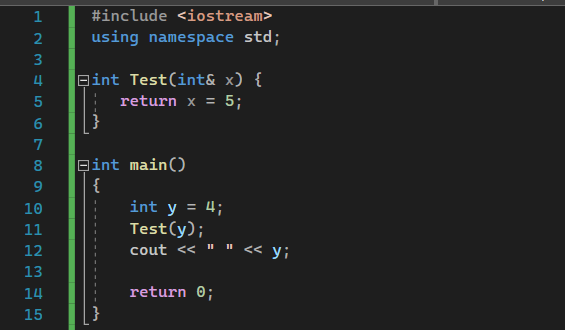 1 #include <iostream>
2 using namespace std;
3
4 int Test(int& x) {
5 return x = 5;
6 }
7
8 int main()
9 {
10 int y = 4;
11 Test(y);
12 cout << " " << y;
13
14 return 0;
15 }